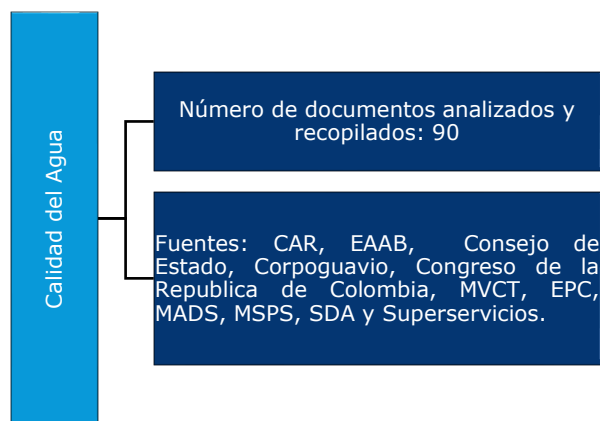 Calidad del Agua
Número de documentos analizados y
recopilados: 90
Fuentes: CAR, EAAB, Consejo de
Estado, Corpoguavio, Congreso de la
Republica de Colombia, MVCT, EPC,
MADS, MSPS, SDA y Superservicios.